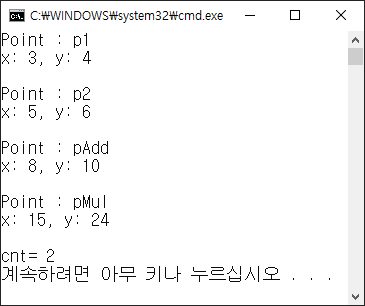 C:₩WINDOWS₩system32₩cmd.exe
Point : p1
x: 3, y: 4
Point : p2
x: 5, y: 6
Point : pAdd
x: 8, y: 10
Point : pMul
x: 15, y: 24
cnt= 2
계속하려면 아무 키나 누르십시오 . . .